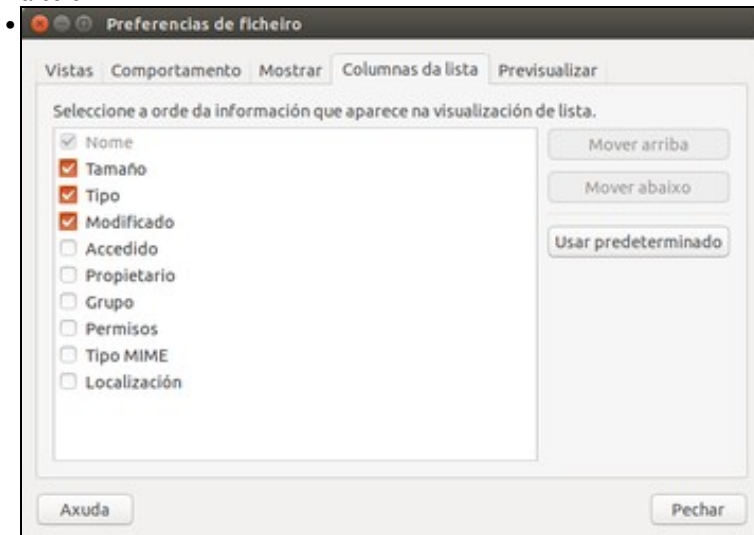 Preferencias de ficheiro
Vistas Comportamento Mostrar Columnas da lista Previsualizar
Seleccione a orde da información que aparece na visualización de lista.
Nome
Mover arriba
Tamaño
Tipo
Mover abaixo
Modificado
Accedido
Usar predeterminado
Propietario
Grupo
Permisos
Tipo MIME
Localización
Axuda
Pechar